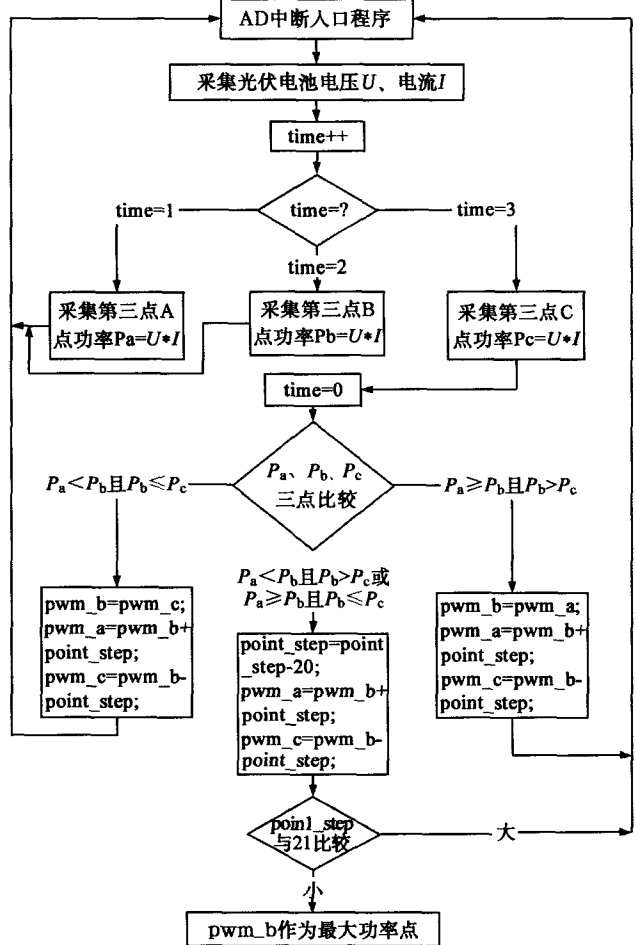 AD中断入口程序
采集光伏电池电压U、电流I
time++
time=1
time=?
time=3
time=2
采集第三点A
点功率Pa=U*I
采集第三点B
点功率Pb=U*I
采集第三点C
点功率Pc=U*I
time=0
Pa<Pb且Pb≤Pc
Pa、Pb、Pc
三点比较
Pa≥Pb且Pb>Pc
Pa<Pb且Pb>Pc或
Pa≥Pb且Pb≤Pc
pwm_b=pwm_c;
pwm_a=pwm_b+
point_step;
pwm_c=pwm_b-
point_step;
point_step=point
_step-20;
pwm_a=pwm_b+
point_step;
pwm_c=pwm_b-
point_step;
pwm_b=pwm_a;
pwm_a=pwm_b+
point_step;
pwm_c=pwm_b-
point_step;
poin1_step
与21比较
大
小
pwm_b作为最大功率点